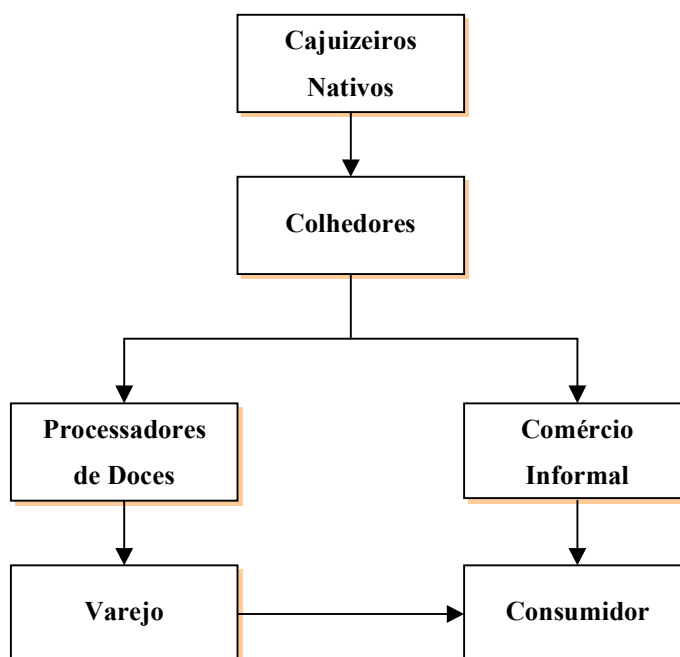 Cajuizeiros
Nativos
Colhedores
Processadores
de Doces
Comércio
Informal
Varejo
Consumidor